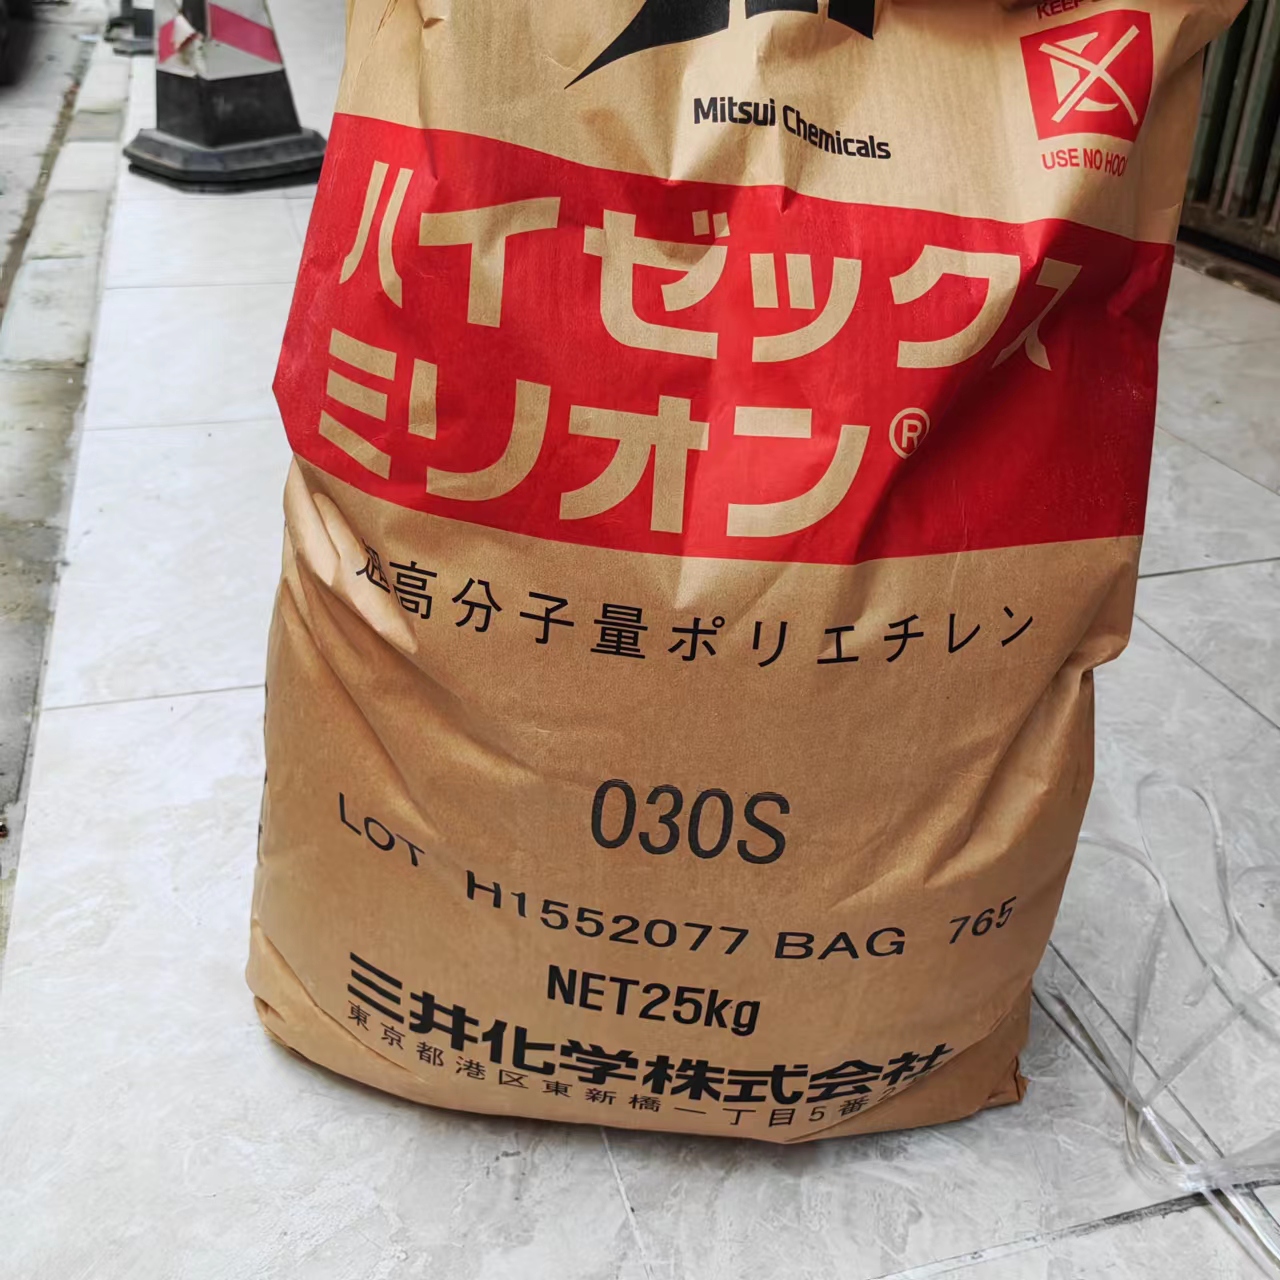 Mitsui Chemicals
KEEP
USE NO
ハイゼックス
ミリオン®
超高分子量ポリエチレン
030S
LOT H1552077 BAG 765
NET25kg
三井化学株式会社
東京都港区東新橋一丁目5番